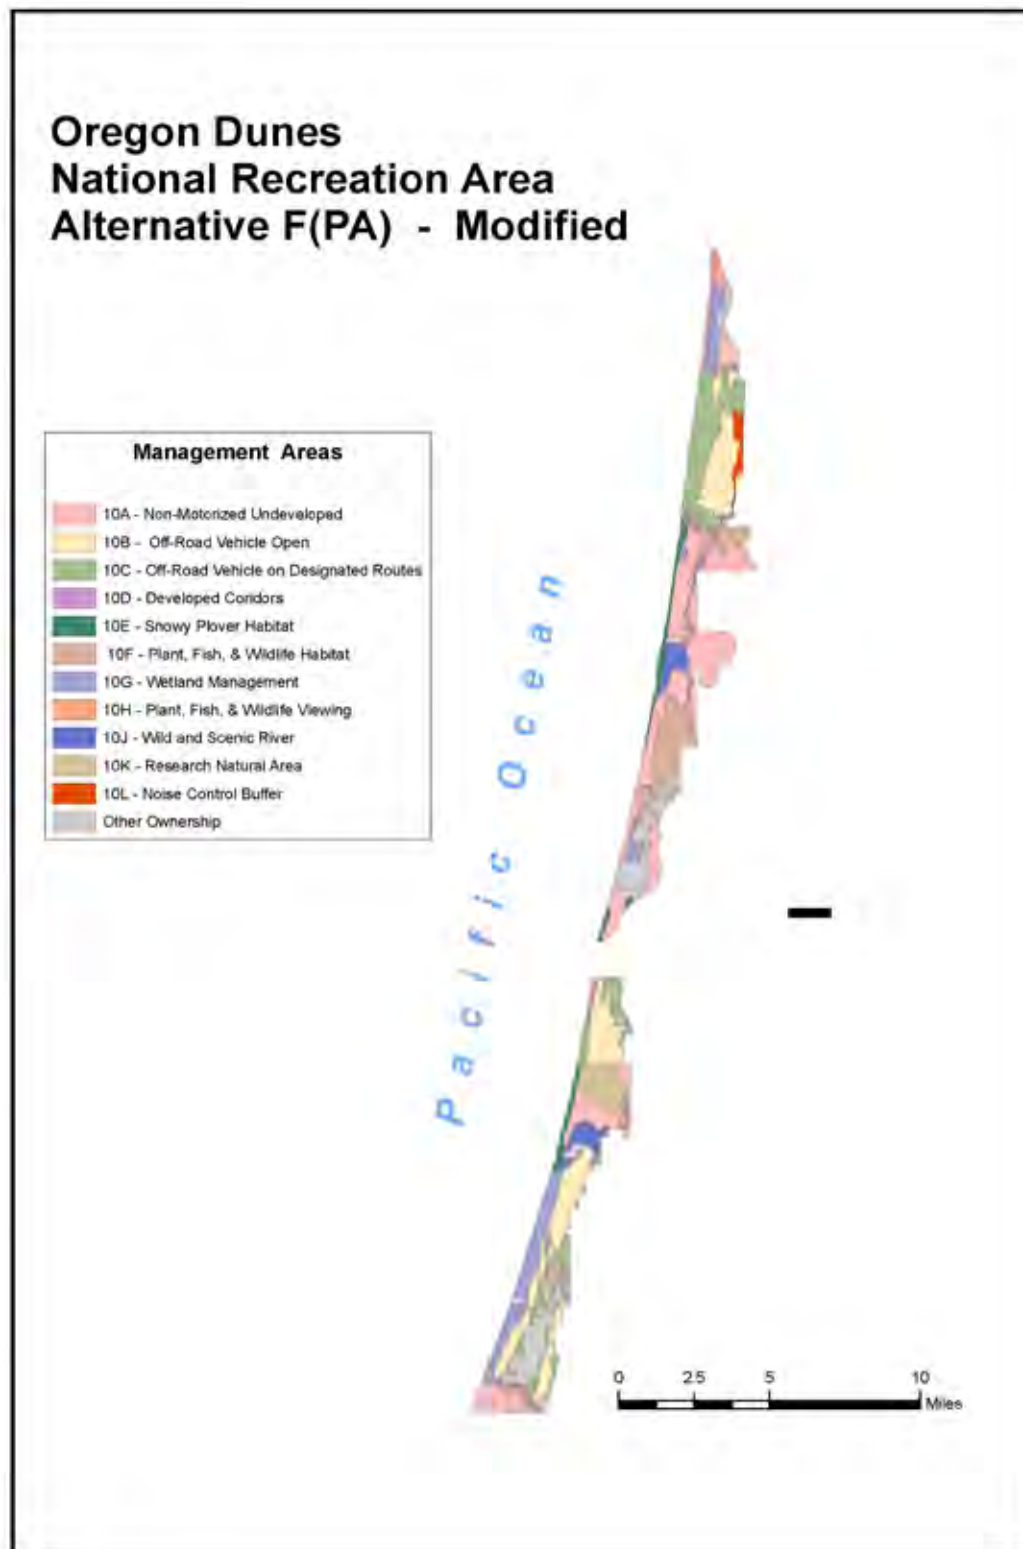 Oregon Dunes
National Recreation Area
Alternative F(PA) - Modified
Management Areas
10A - Non-Motorized Undeveloped
10B - Off-Road Vehicle Open
10C - Off-Road Vehicle on Designated Routes
10D - Developed Corridors
10E - Snowy Plover Habitat
10F - Plant, Fish, & Wildlife Habitat
10G - Wetland Management
10H - Plant, Fish, & Wildlife Viewing
10J - Wild and Scenic River
10K - Research Natural Area
10L - Noise Control Buffer
Other Ownership
Pacific Ocean
0 2.5 5 10
Miles